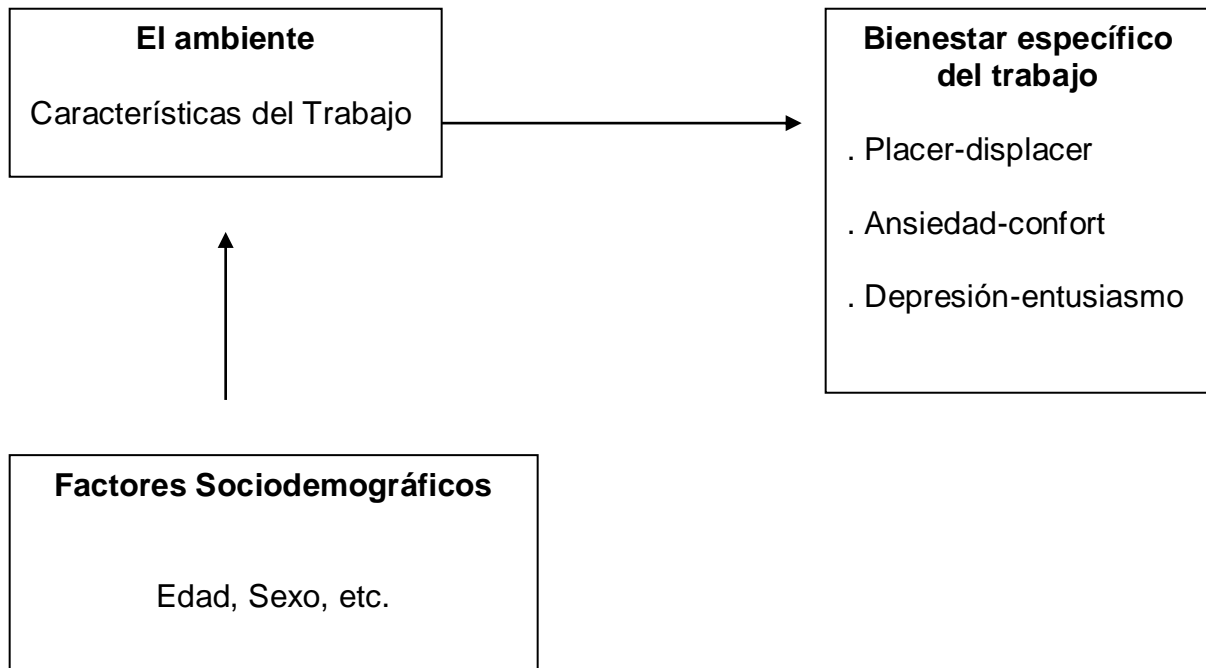 El ambiente
Características del Trabajo
Bienestar específico
del trabajo
. Placer-displacer
. Ansiedad-confort
. Depresión-entusiasmo
Factores Sociodemográficos
Edad, Sexo, etc.